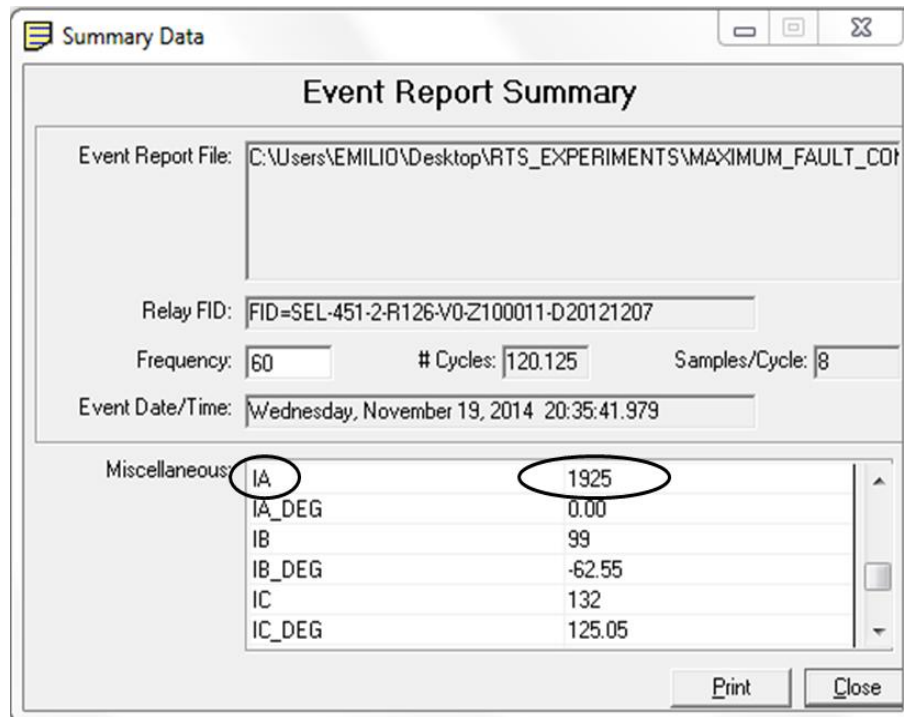 Summary Data
Event Report Summary
Event Report File: C:\Users\EMILIO\Desktop\RTS_EXPERIMENTS\MAXIMUM_FAULT_CON
Relay FID: FID=SEL-451-2-R126-V0-Z100011-D20121207
Frequency: 60 # Cycles: 120.125 Samples/Cycle: 8
Event Date/Time: Wednesday, November 19, 2014 20:35:41.979
Miscellaneous: IA 1925
IA_DEG 0.00
IB 99
IB_DEG -62.55
IC 132
IC_DEG 125.05
Print Close